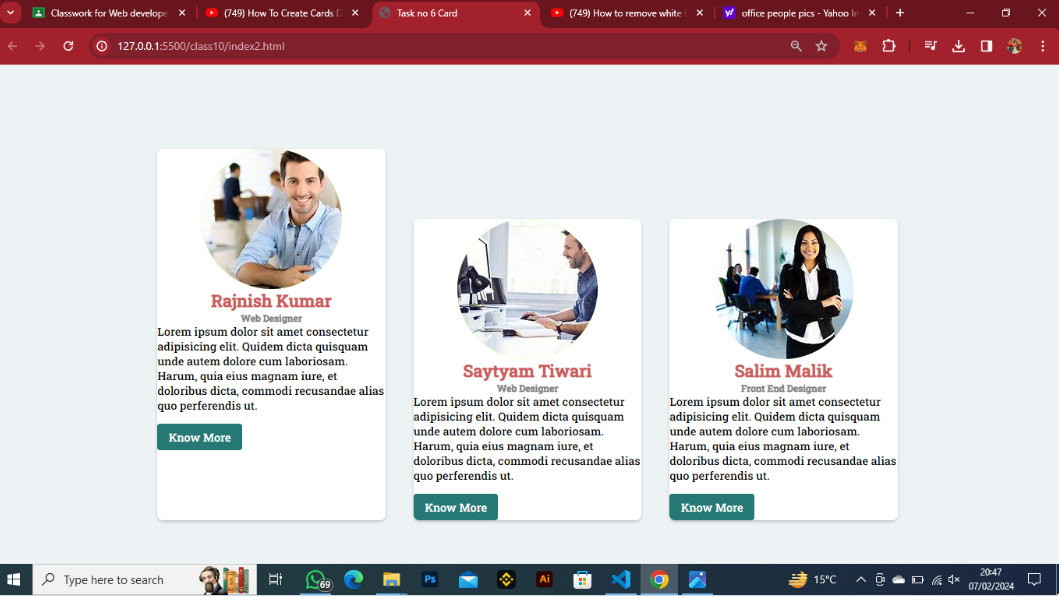 Classwork for Web develope
(749) How To Create Cards D
Task no 6 Card
(749) How to remove white
office people pics - Yahoo In
127.0.0.1:5500/class10/index2.html
Rajnish Kumar
Web Designer
Lorem ipsum dolor sit amet consectetur
adipisicing elit. Quidem dicta quisquam
unde autem dolore cum laboriosam.
Harum, quia eius magnam iure, et
doloribus dicta, commodi recusandae alias
quo perferendis ut.
Know More
Saytyam Tiwari
Web Designer
Lorem ipsum dolor sit amet consectetur
adipisicing elit. Quidem dicta quisquam
unde autem dolore cum laboriosam.
Harum, quia eius magnam iure, et
doloribus dicta, commodi recusandae alias
quo perferendis ut.
Know More
Salim Malik
Front End Designer
Lorem ipsum dolor sit amet consectetur
adipisicing elit. Quidem dicta quisquam
unde autem dolore cum laboriosam.
Harum, quia eius magnam iure, et
doloribus dicta, commodi recusandae alias
quo perferendis ut.
Know More
Type here to search
69
Ps
Ai
15°C
20:47
07/02/2024